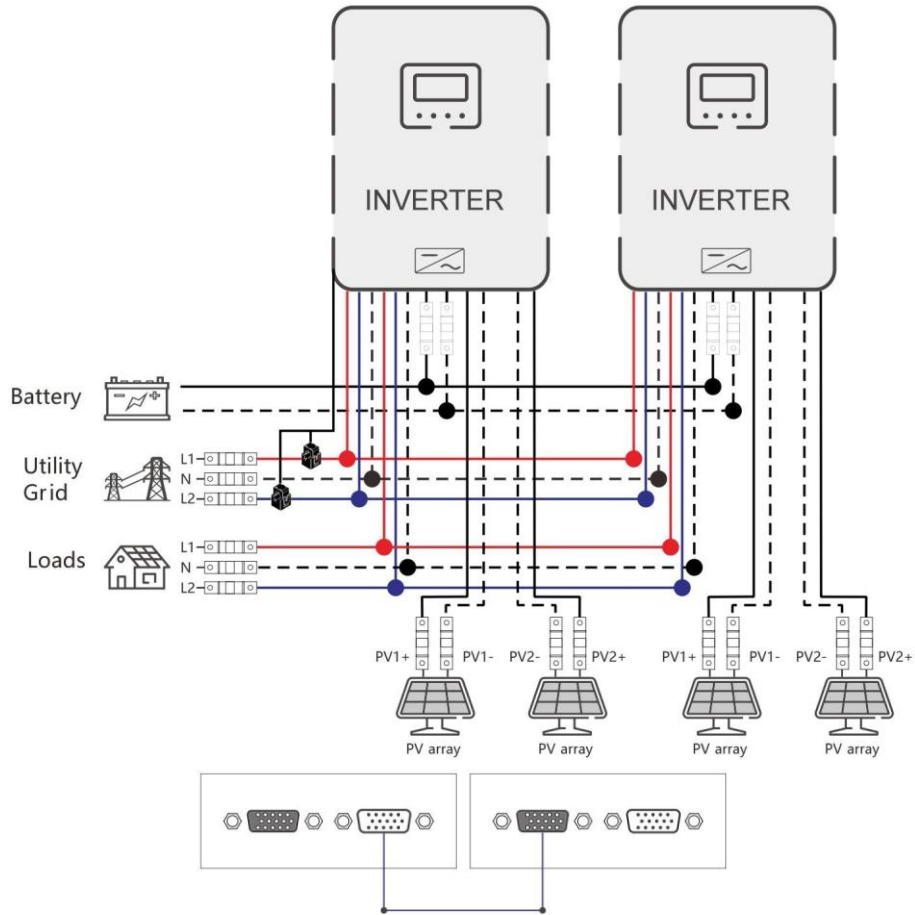 INVERTER
INVERTER
Battery
Utility
Grid
L1
N
L2
Loads
L1
N
L2
PV1+ PV1- PV2- PV2+ PV1+ PV1- PV2- PV2+
PV array PV array PV array PV array